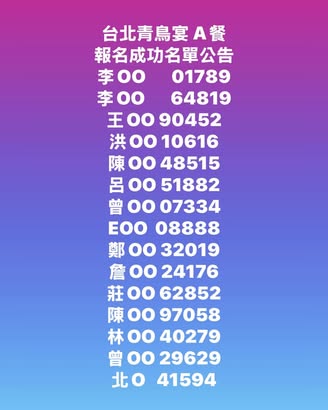 台北青鳥宴 A 餐
報名成功名單公告
李OO 01789
李OO 64819
王OO 90452
洪OO 10616
陳OO 48515
呂OO 51882
曾OO 07334
EOO 08888
鄭OO 32019
詹OO 24176
莊OO 62852
陳OO 97058
林OO 40279
曾OO 29629
北O 41594